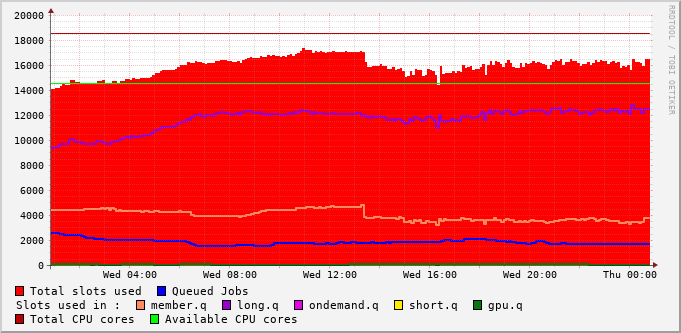 RRDTOOL / TOBI OETIKER
20000
18000
16000
14000
12000
10000
8000
6000
4000
2000
0
Wed 04:00 Wed 08:00 Wed 12:00 Wed 16:00 Wed 20:00 Thu 00:00
Total slots used Queued Jobs
Slots used in : member.q long.q ondemand.q short.q gpu.q
Total CPU cores Available CPU cores